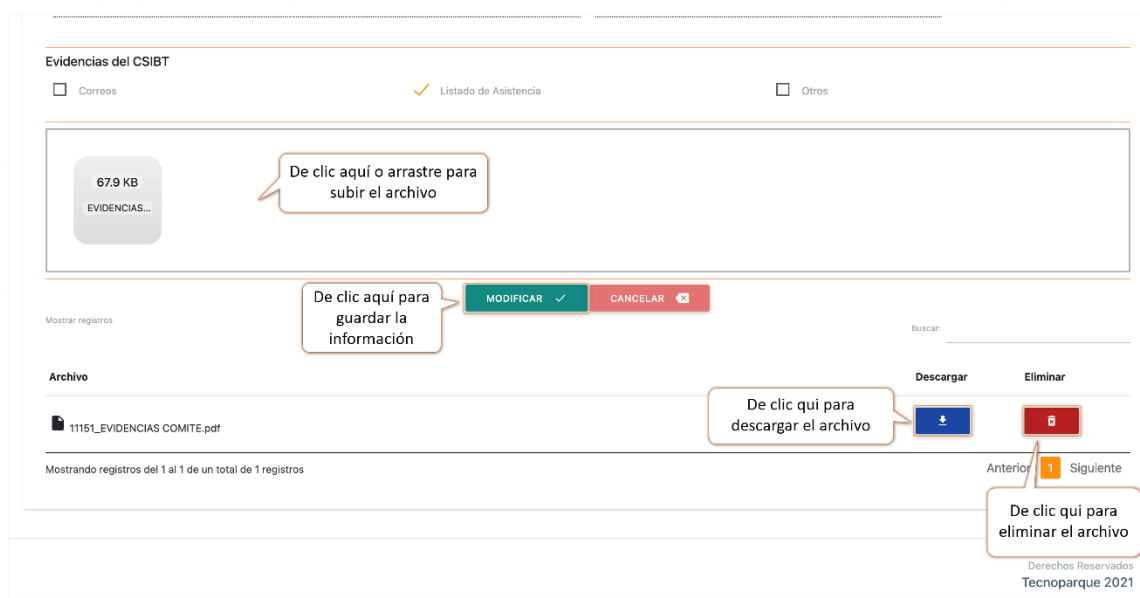 Evidencias del CSIBT
Correos
Listado de Asistencia
Otros
67.9 KB
EVIDENCIAS...
De clic aquí o arrastre para
subir el archivo
De clic aquí para
guardar la
información
MODIFICAR
CANCELAR
Mostrar registros
Buscar:
Archivo
Descargar
Eliminar
De clic qui para
descargar el archivo
11151_EVIDENCIAS COMITE.pdf
Mostrando registros del 1 al 1 de un total de 1 registros
Anterior 1 Siguiente
De clic qui para
eliminar el archivo
Derechos Reservados
Tecnoparque 2021